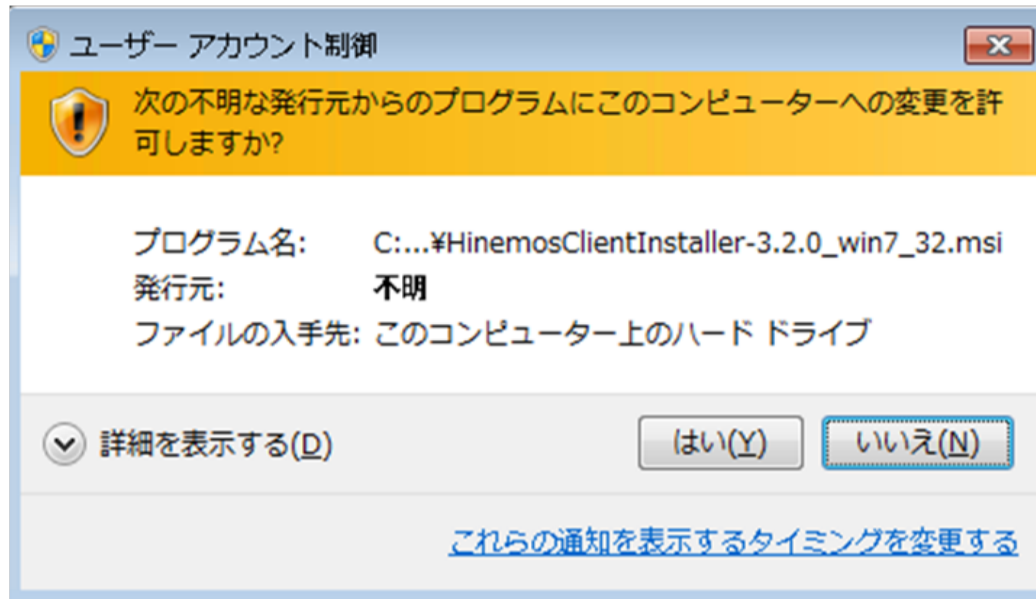 ユーザー アカウント制御
次の不明な発行元からのプログラムにこのコンピューターへの変更を許
可しますか?
プログラム名: C:...¥HinemosClientInstaller-3.2.0_win7_32.msi
発行元: 不明
ファイルの入手先: このコンピューター上のハード ドライブ
詳細を表示する(D) はい(Y) いいえ(N)
これらの通知を表示するタイミングを変更する